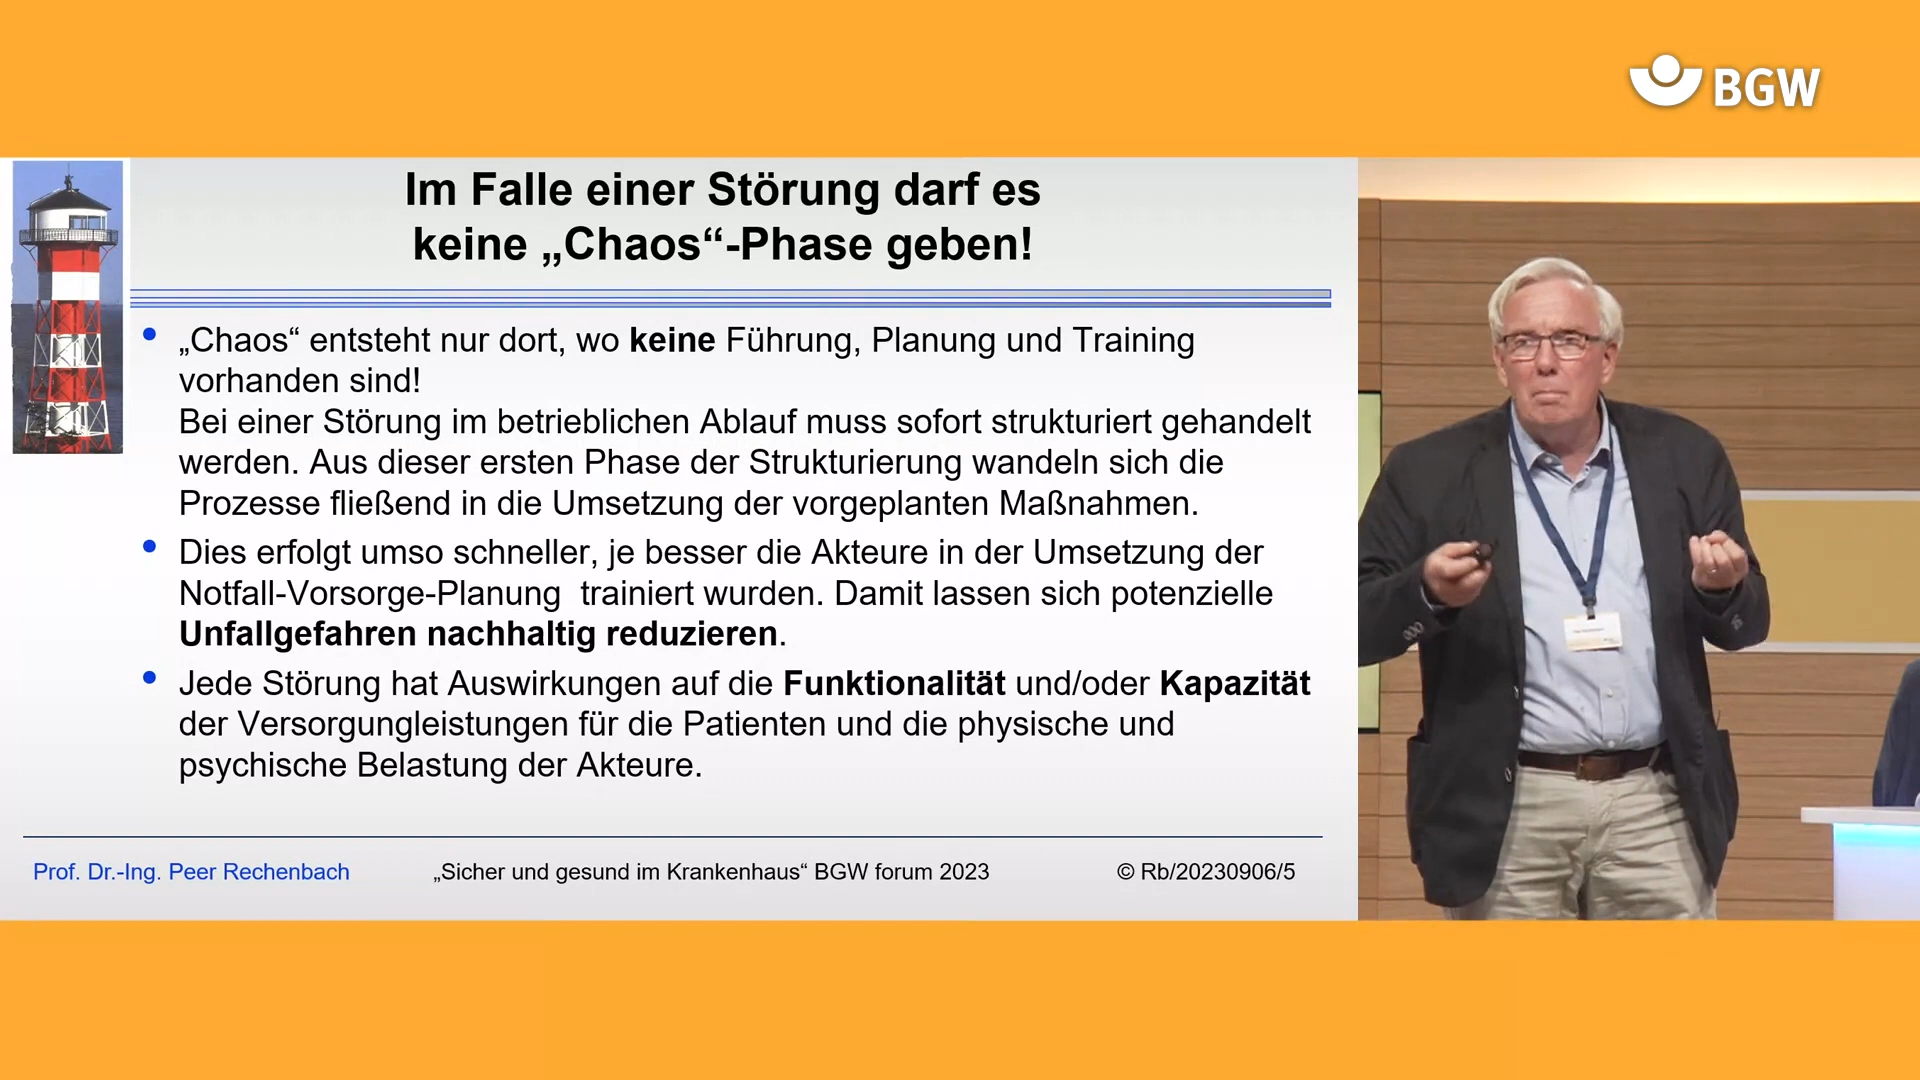 BGW
Im Falle einer Störung darf es
keine „Chaos“-Phase geben!
• „Chaos“ entsteht nur dort, wo keine Führung, Planung und Training
vorhanden sind!
Bei einer Störung im betrieblichen Ablauf muss sofort strukturiert gehandelt
werden. Aus dieser ersten Phase der Strukturierung wandeln sich die
Prozesse fließend in die Umsetzung der vorgeplanten Maßnahmen.
• Dies erfolgt umso schneller, je besser die Akteure in der Umsetzung der
Notfall-Vorsorge-Planung trainiert wurden. Damit lassen sich potenzielle
Unfallgefahren nachhaltig reduzieren.
• Jede Störung hat Auswirkungen auf die Funktionalität und/oder Kapazität
der Versorgungleistungen für die Patienten und die physische und
psychische Belastung der Akteure.
Prof. Dr.-Ing. Peer Rechenbach „Sicher und gesund im Krankenhaus“ BGW forum 2023 © Rb/20230906/5